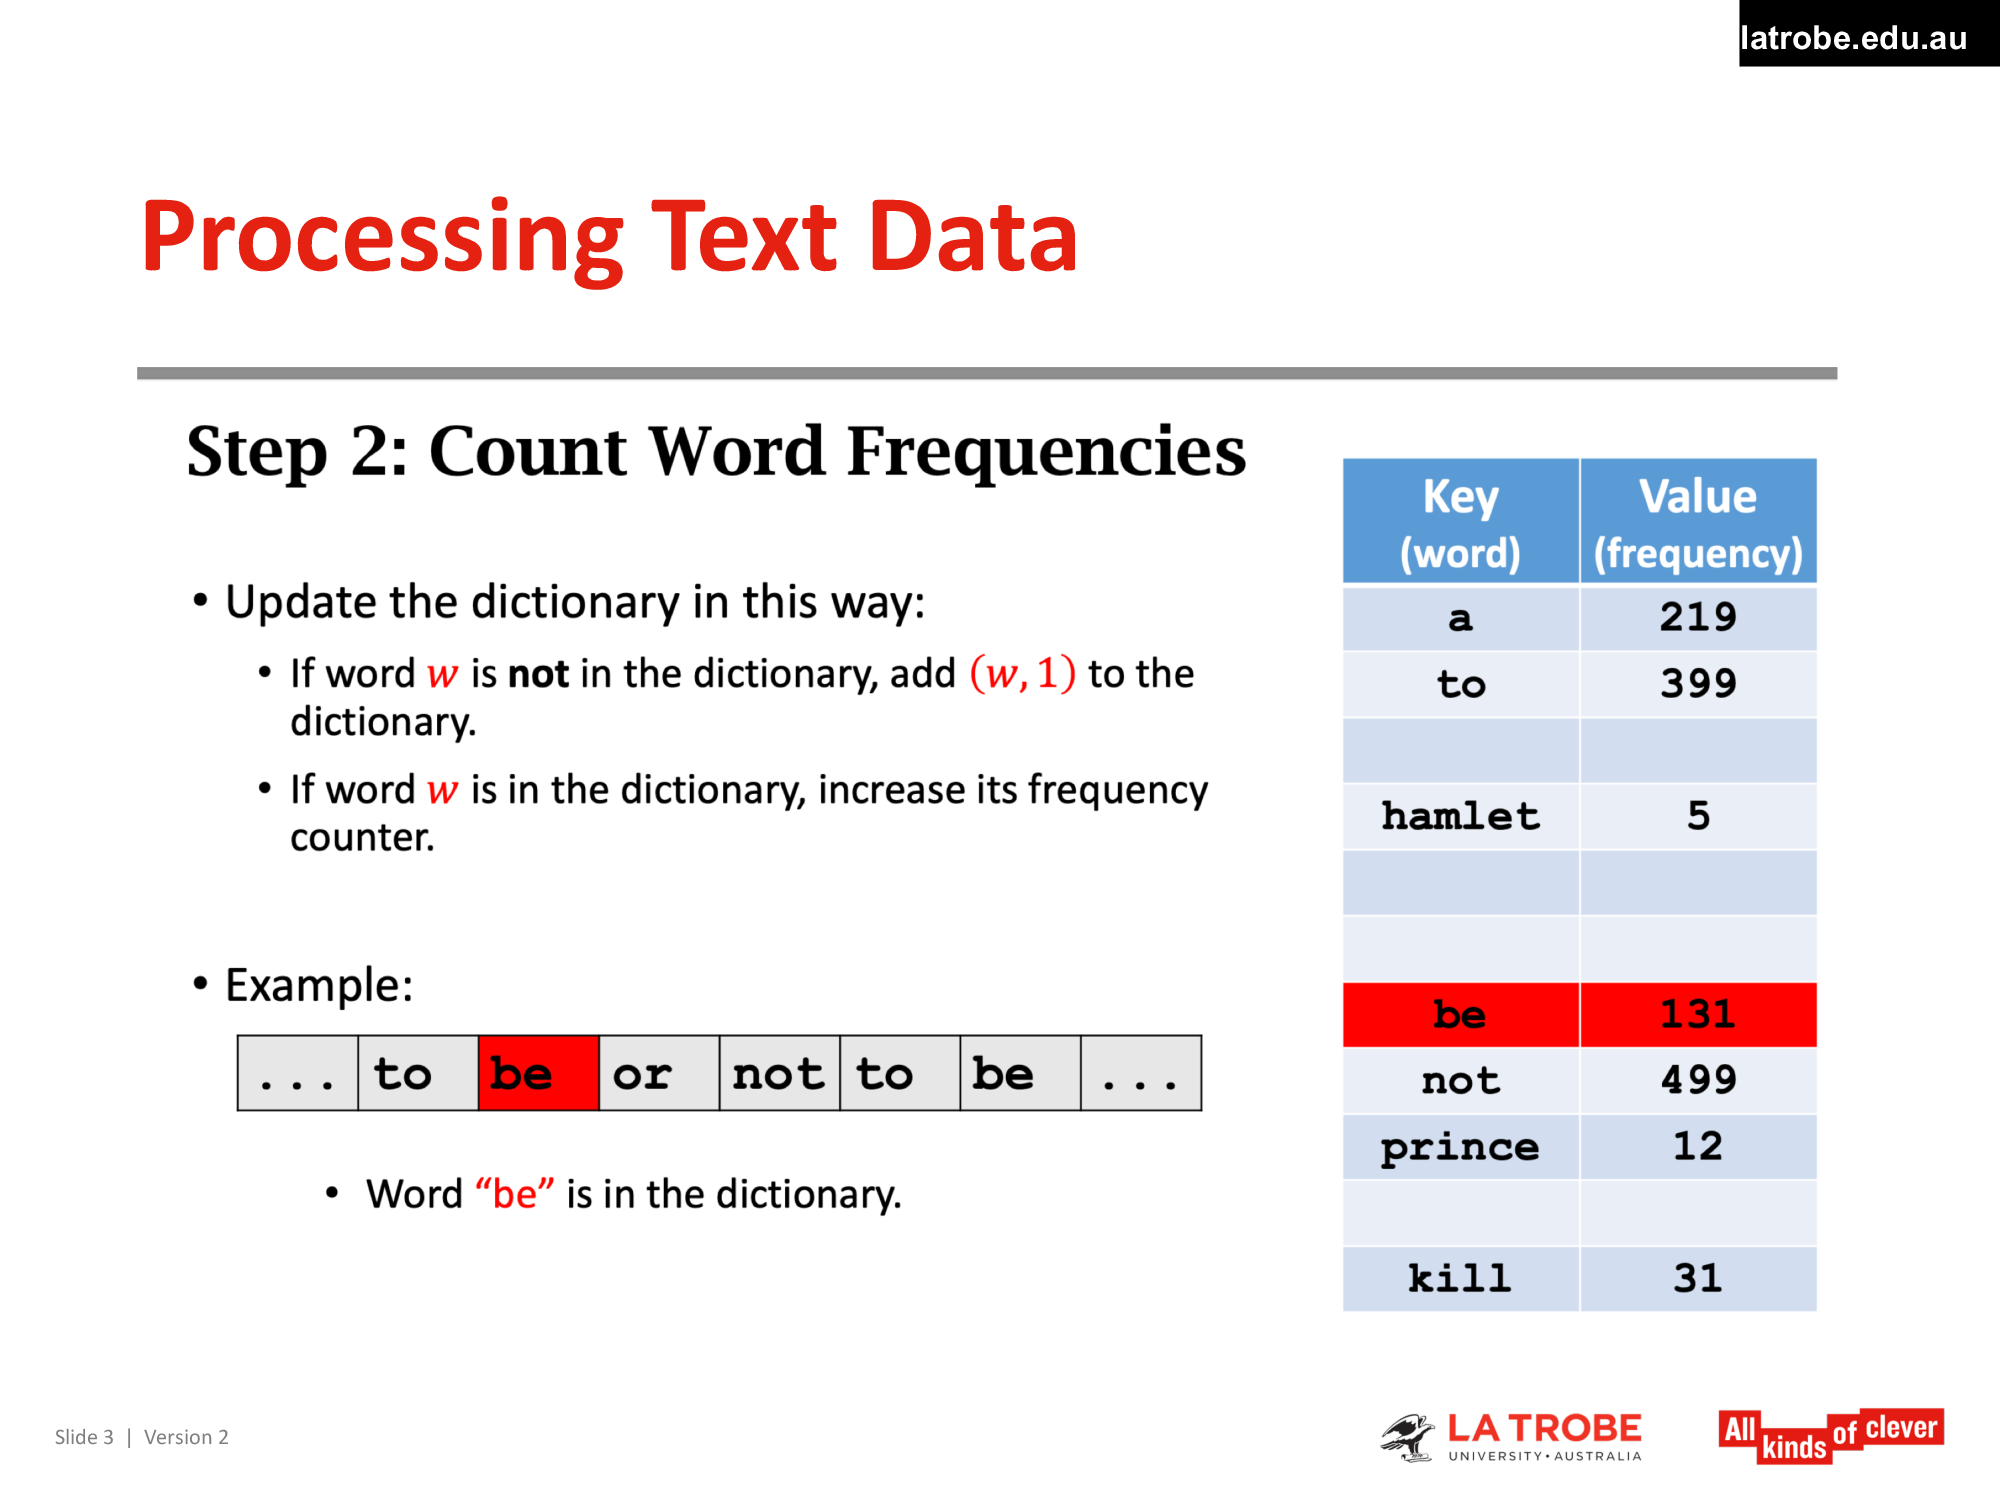 latrobe.edu.au
Processing Text Data
Step 2: Count Word Frequencies
• Update the dictionary in this way:
• If word w is not in the dictionary, add (w, 1) to the
dictionary.
• If word w is in the dictionary, increase its frequency
counter.
• Example:
... to be or not to be ...
• Word “be” is in the dictionary.
Key Value
(word) (frequency)
a 219
to 399
hamlet 5
be 131
not 499
prince 12
kill 31
Slide 3 | Version 2
LA TROBE
UNIVERSITY • AUSTRALIA
All kinds of clever